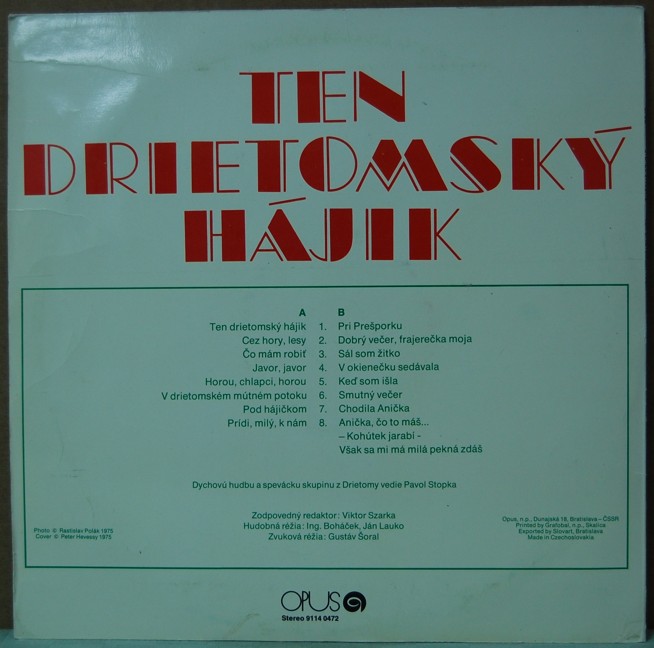 TEN
DRIETOMSKÝ
HÁJIK
A B
Ten drietomský hájik 1. Pri Prešporku
Cez hory, lesy 2. Dobrý večer, frajerečka moja
Čo mám robiť 3. Sál som žitko
Javor, javor 4. V okienečku sedávala
Horou, chlapci, horou 5. Keď som išla
V drietomském mútném potoku 6. Smutný večer
Pod hájičkom 7. Chodila Anička
Prídi, milý, k nám 8. Anička, čo to máš...
– Kohútek jarabí -
Však sa mi má milá pekná zdáš
Dychovú hudbu a spevácku skupinu z Drietomy vedie Pavol Stopka
Zodpovedný redaktor: Viktor Szarka
Hudobná réžia: Ing. Boháček, Ján Lauko
Zvuková réžia: Gustáv Šoral
Photo © Rastislav Polák 1975
Cover © Peter Hevessy 1975
Opus, n.p., Dunajská 18, Bratislava – ČSSR
Printed by Grafobal, n.p., Skalica
Exported by Slovart, Bratislava
Made in Czechoslovakia
OPUS
Stereo 9114 0472